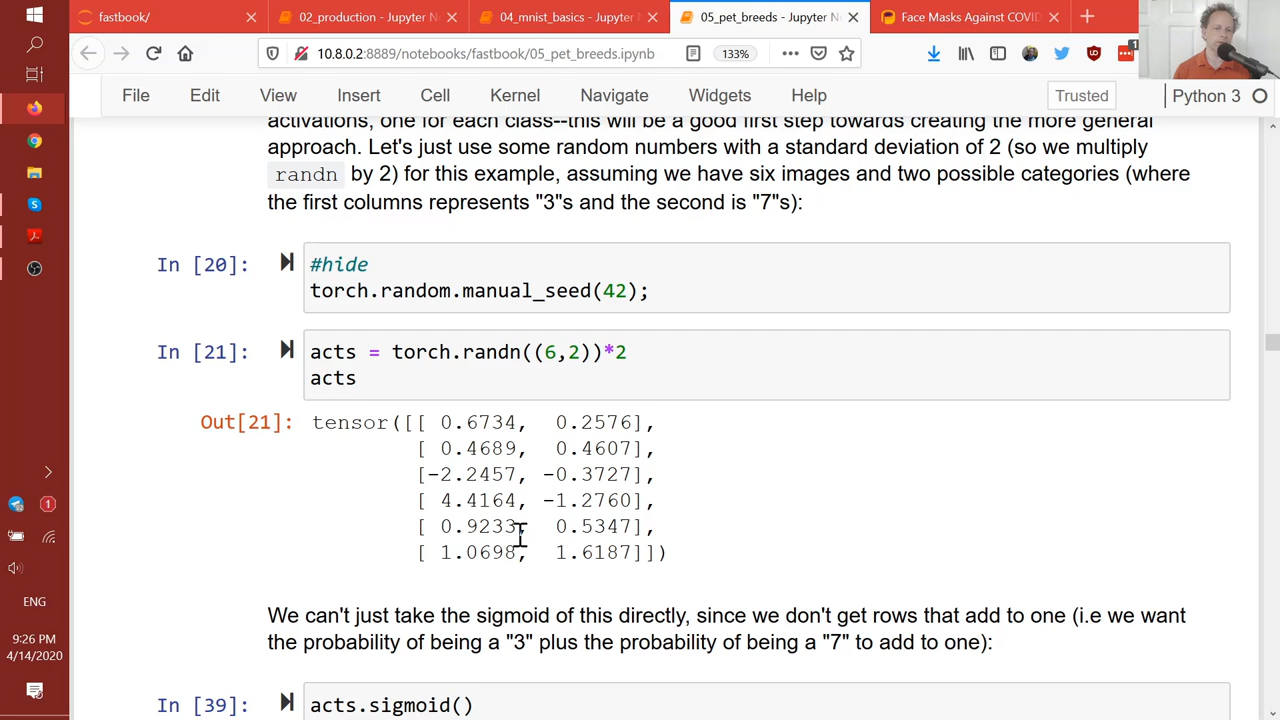 fastbook/
02_production - Jupyter N
04_mnist_basics - Jupyter N
05_pet_breeds - Jupyter N
Face Masks Against COVID
10.8.0.2:8889/notebooks/fastbook/05_pet_breeds.ipynb
133%
1
File Edit View Insert Cell Kernel Navigate Widgets Help
Trusted
Python 3
activations, one for each class--this will be a good first step towards creating the more general
approach. Let's just use some random numbers with a standard deviation of 2 (so we multiply
randn by 2) for this example, assuming we have six images and two possible categories (where
the first columns represents "3"s and the second is "7"s):
In [20]:
#hide
torch.random.manual_seed(42);
In [21]:
acts = torch.randn((6,2))*2
acts
Out[21]: tensor([[ 0.6734, 0.2576],
[ 0.4689, 0.4607],
[-2.2457, -0.3727],
[ 4.4164, -1.2760],
[ 0.9233, 0.5347],
[ 1.0698, 1.6187]])
We can't just take the sigmoid of this directly, since we don't get rows that add to one (i.e we want
the probability of being a "3" plus the probability of being a "7" to add to one):
In [39]: acts.sigmoid()
1
ENG
9:26 PM
4/14/2020